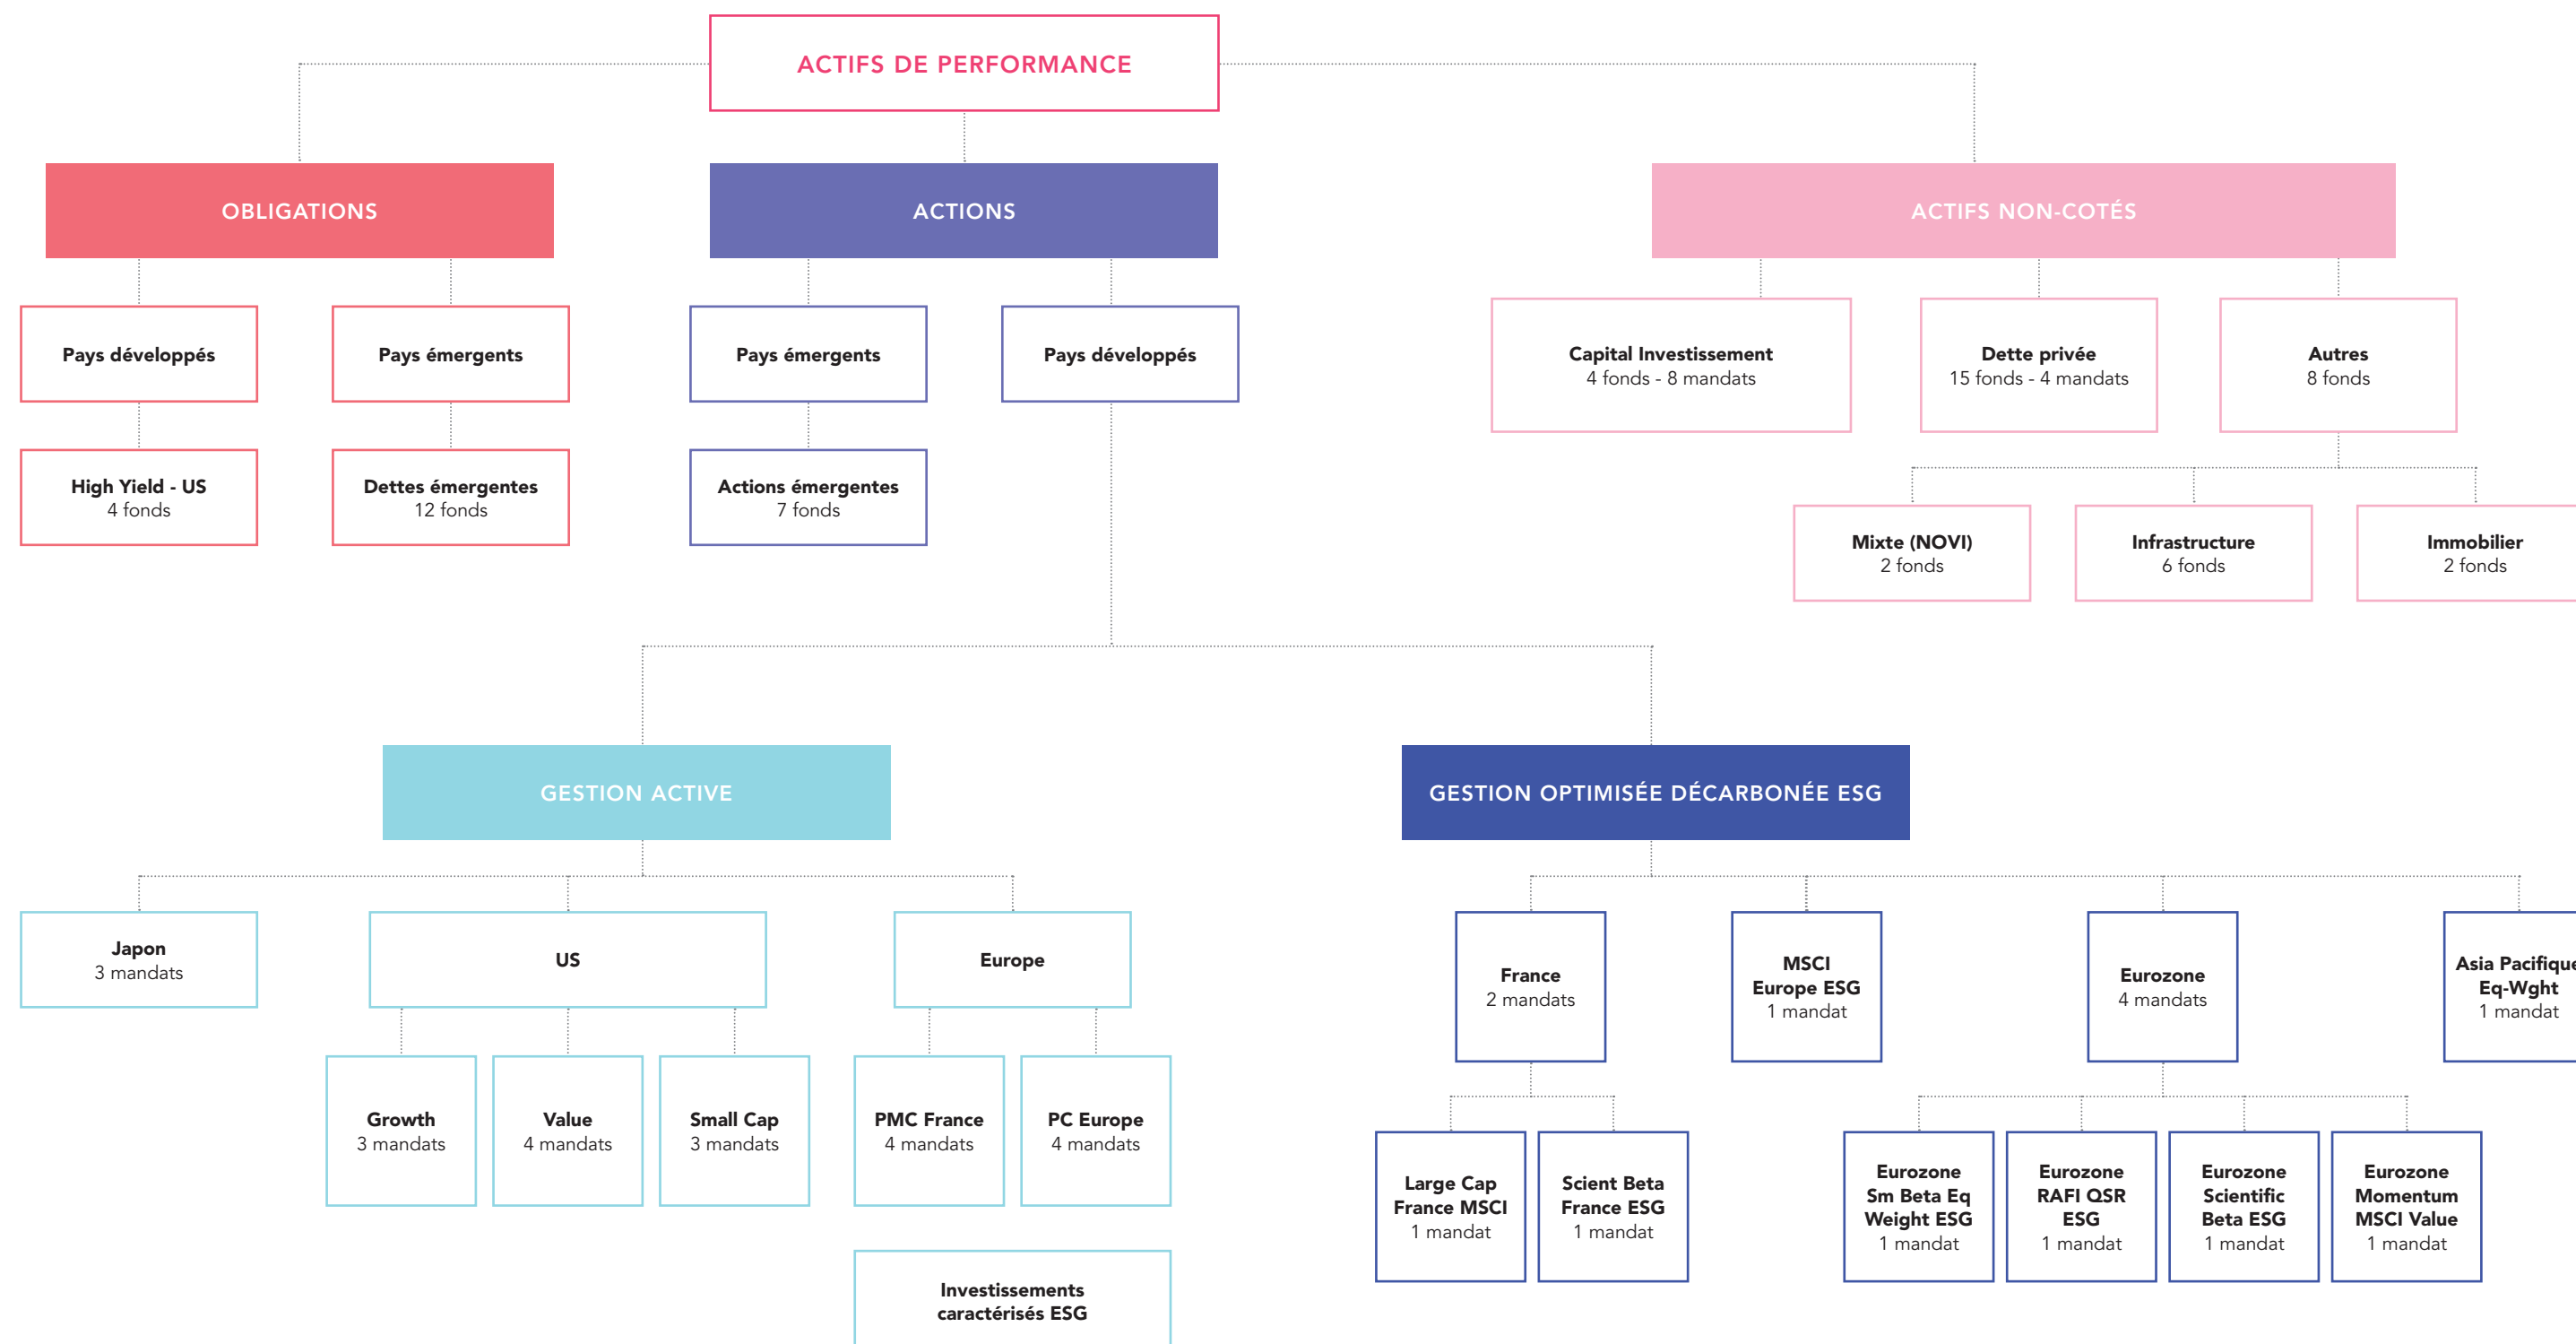 ACTIFS DE PERFORMANCE
OBLIGATIONS
ACTIONS
ACTIFS NON-COTÉS
Pays développés
Pays émergents
Pays émergents
Pays développés
Capital Investissement
4 fonds - 8 mandats
Dette privée
15 fonds - 4 mandats
Autres
8 fonds
High Yield - US
4 fonds
Dettes émergentes
12 fonds
Actions émergentes
7 fonds
Mixte (NOVI)
2 fonds
Infrastructure
6 fonds
Immobilier
2 fonds
GESTION ACTIVE
GESTION OPTIMISÉE DÉCARBONÉE ESG
Japon
3 mandats
US
Europe
France
2 mandats
MSCI
Europe ESG
1 mandat
Eurozone
4 mandats
Asia Pacifique
Eq-Wght
1 mandat
Growth
3 mandats
Value
4 mandats
Small Cap
3 mandats
PMC France
4 mandats
PC Europe
4 mandats
Large Cap
France MSCI
1 mandat
Scient Beta
France ESG
1 mandat
Eurozone
Sm Beta Eq
Weight ESG
1 mandat
Eurozone
RAFI QSR
ESG
1 mandat
Eurozone
Scientific
Beta ESG
1 mandat
Eurozone
Momentum
MSCI Value
1 mandat
Investissements
caractérisés ESG